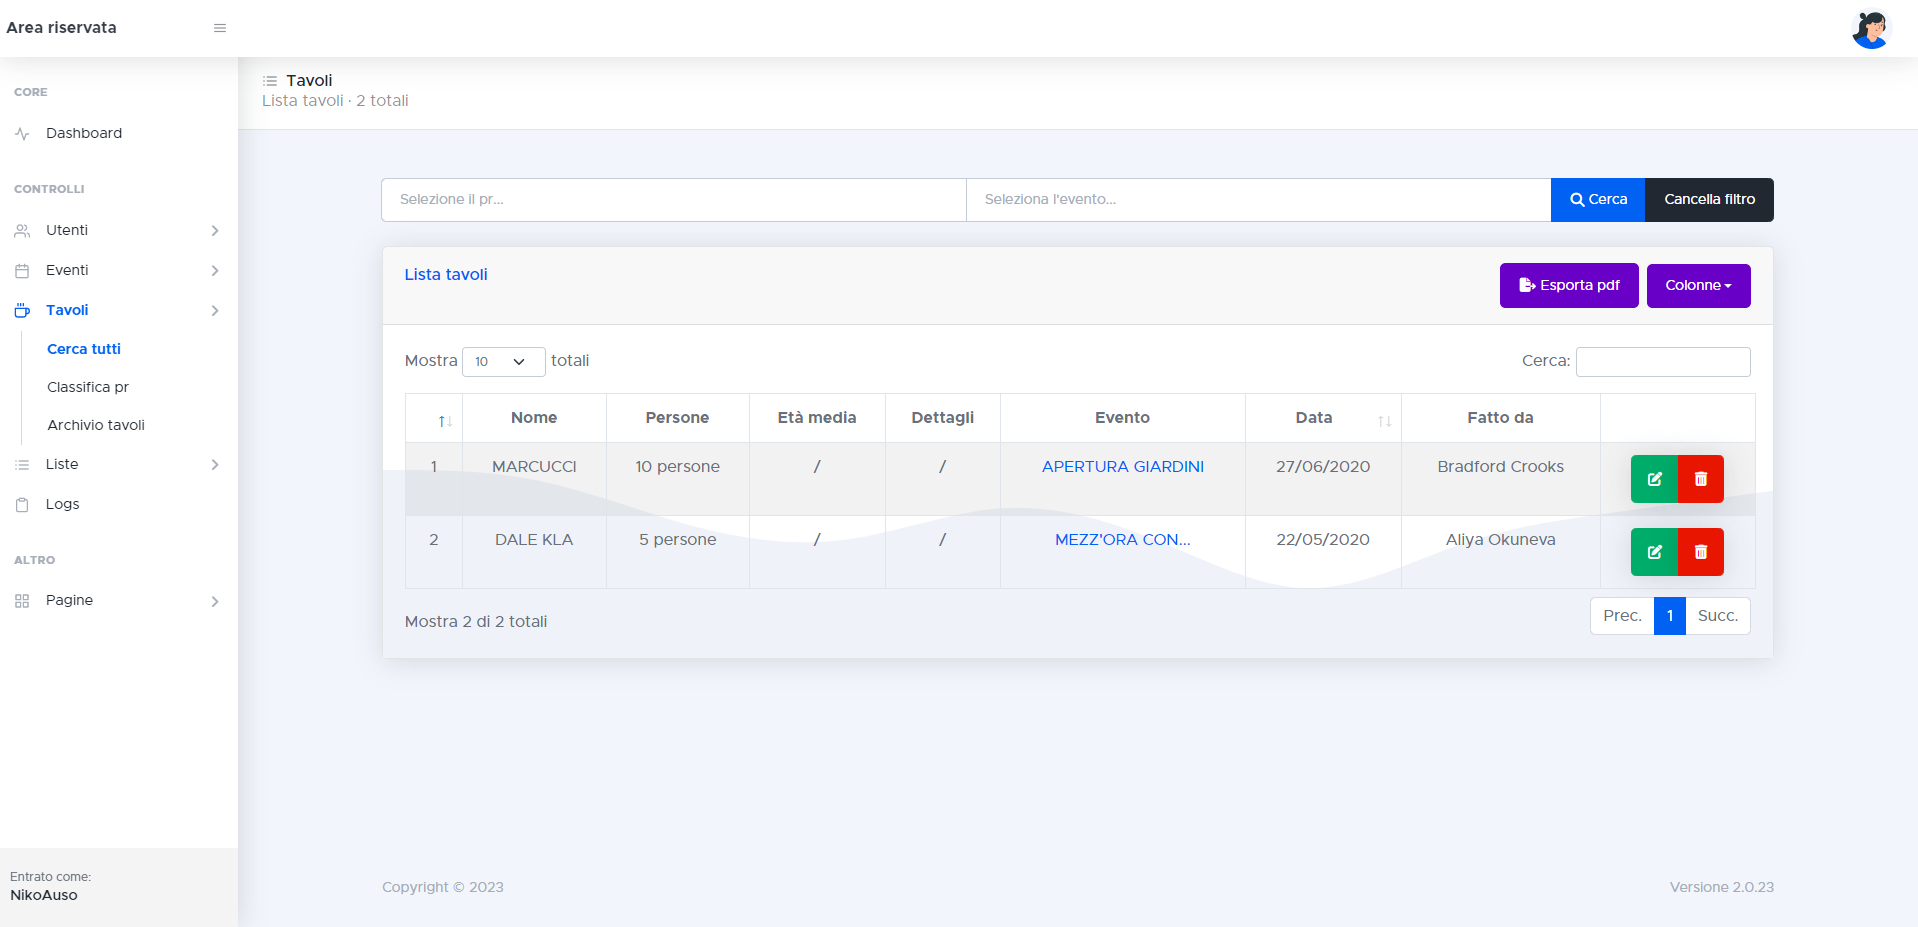 Area riservata
Tavoli
Lista tavoli · 2 totali
CORE
Dashboard
CONTROLLI
Utenti
Eventi
Tavoli
Cerca tutti
Classifica pr
Archivio tavoli
Liste
Logs
ALTRO
Pagine
Entrato come:
NikoAuso
Selezione il pr... Seleziona l'evento... Cerca Cancella filtro
Lista tavoli Esporta pdf Colonne
Mostra 10 totali Cerca:
Nome Persone Età media Dettagli Evento Data Fatto da
1 MARCUCCI 10 persone / / APERTURA GIARDINI 27/06/2020 Bradford Crooks
2 DALE KLA 5 persone / / MEZZ'ORA CON... 22/05/2020 Aliya Okuneva
Mostra 2 di 2 totali Prec. 1 Succ.
Copyright © 2023 Versione 2.0.23